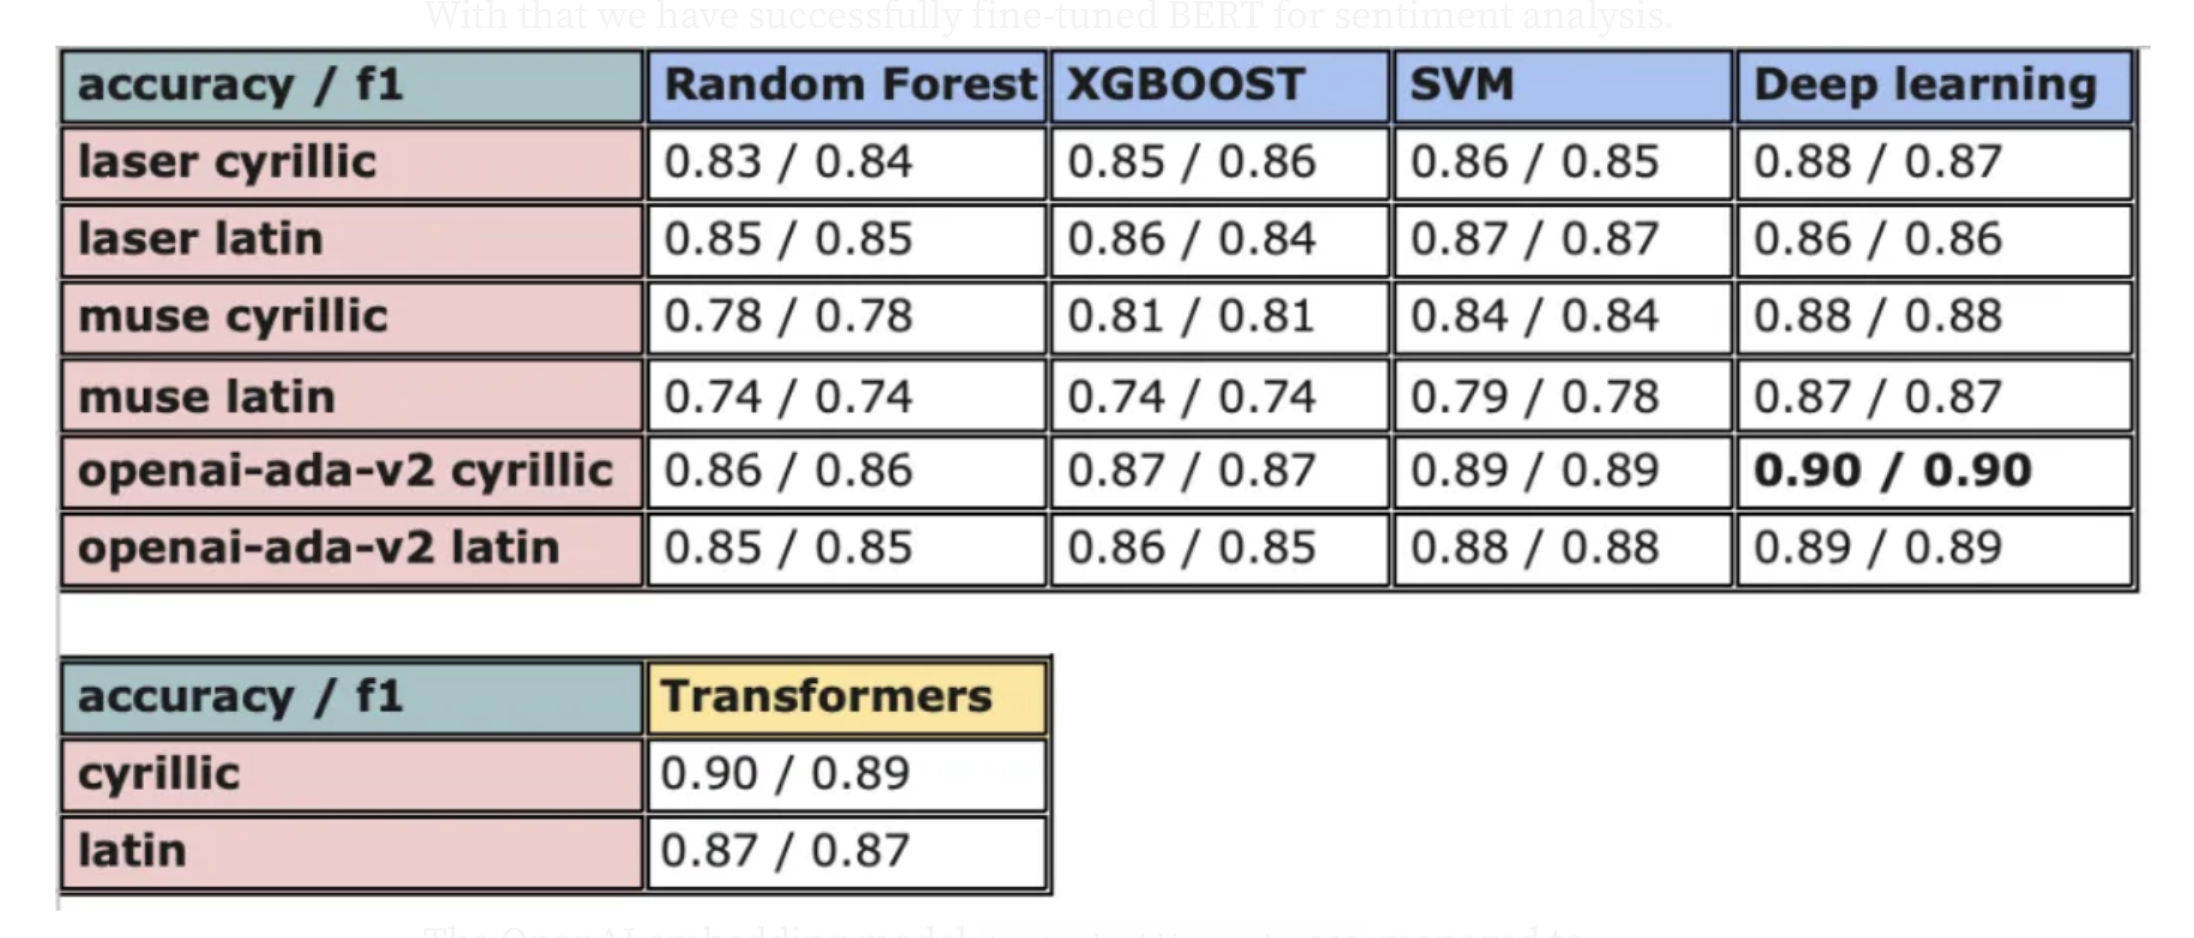 With that we have successfully fine-tuned BERT for sentiment analysis.
accuracy / f1 Random Forest XGBOOST SVM Deep learning
laser cyrillic 0.83 / 0.84 0.85 / 0.86 0.86 / 0.85 0.88 / 0.87
laser latin 0.85 / 0.85 0.86 / 0.84 0.87 / 0.87 0.86 / 0.86
muse cyrillic 0.78 / 0.78 0.81 / 0.81 0.84 / 0.84 0.88 / 0.88
muse latin 0.74 / 0.74 0.74 / 0.74 0.79 / 0.78 0.87 / 0.87
openai-ada-v2 cyrillic 0.86 / 0.86 0.87 / 0.87 0.89 / 0.89 0.90 / 0.90
openai-ada-v2 latin 0.85 / 0.85 0.86 / 0.85 0.88 / 0.88 0.89 / 0.89
accuracy / f1 Transformers
cyrillic 0.90 / 0.89
latin 0.87 / 0.87
The OpenAI embedding model managed to